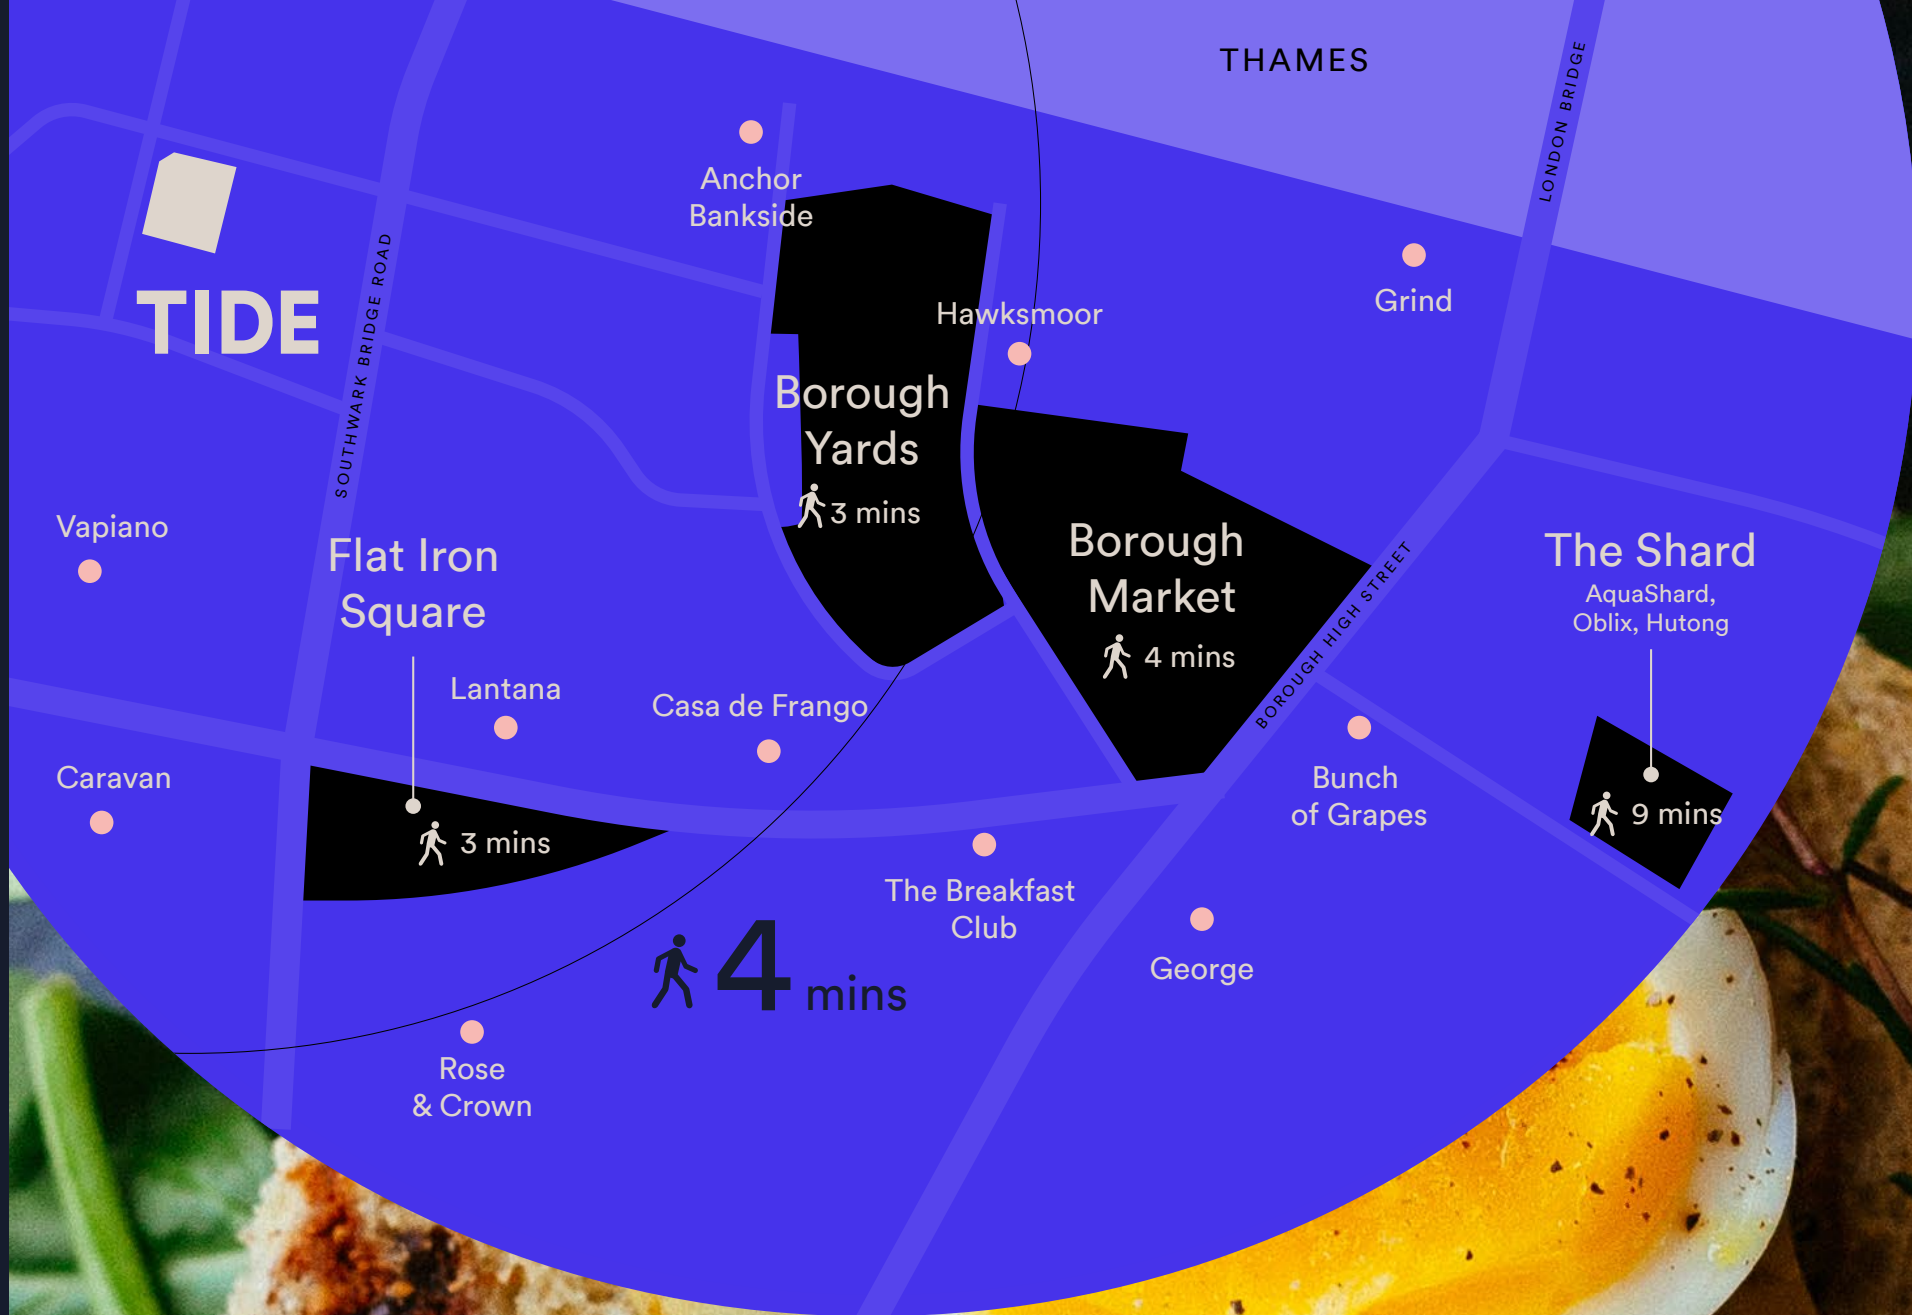 THAMES
LONDON BRIDGE
Anchor
Bankside
TIDE
SOUTHWARK BRIDGE ROAD
Hawksmoor
Grind
Borough
Yards
3 mins
Borough
Market
4 mins
BOROUGH HIGH STREET
The Shard
AquaShard,
Oblix, Hutong
9 mins
Vapiano
Flat Iron
Square
3 mins
Lantana
Casa de Frango
Caravan
Bunch
of Grapes
The Breakfast
Club
George
4 mins
Rose
& Crown